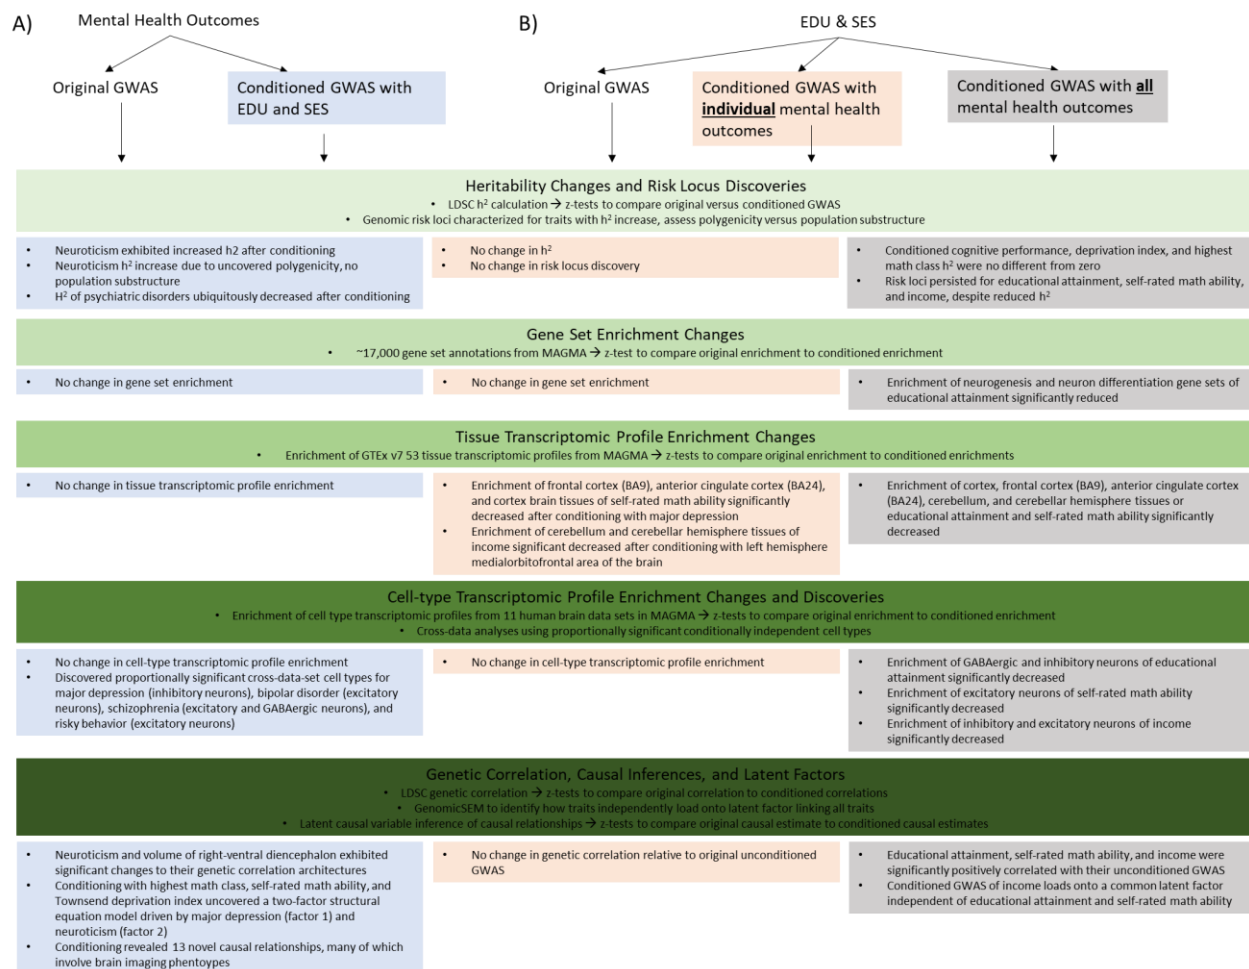 A)
Mental Health Outcomes
Original GWAS
Conditioned GWAS with
EDU and SES
B)
EDU & SES
Original GWAS
Conditioned GWAS with
individual mental health
outcomes
Conditioned GWAS with all
mental health outcomes
Heritability Changes and Risk Locus Discoveries
• LDSC h² calculation → z-tests to compare original versus conditioned GWAS
• Genomic risk loci characterized for traits with h² increase, assess polygenicity versus population substructure
• Neuroticism exhibited increased h2 after conditioning
• Neuroticism h² increase due to uncovered polygenicity, no
population substructure
• H² of psychiatric disorders ubiquitously decreased after conditioning
• No change in h²
• No change in risk locus discovery
• Conditioned cognitive performance, deprivation index, and highest
math class h² were no different from zero
• Risk loci persisted for educational attainment, self-rated math ability,
and income, despite reduced h²
Gene Set Enrichment Changes
• ~17,000 gene set annotations from MAGMA → z-test to compare original enrichment to conditioned enrichment
• No change in gene set enrichment
• No change in gene set enrichment
• Enrichment of neurogenesis and neuron differentiation gene sets of
educational attainment significantly reduced
Tissue Transcriptomic Profile Enrichment Changes
• Enrichment of GTEx v7 53 tissue transcriptomic profiles from MAGMA → z-tests to compare original enrichment to conditioned enrichments
• No change in tissue transcriptomic profile enrichment
• Enrichment of frontal cortex (BA9), anterior cingulate cortex (BA24),
and cortex brain tissues of self-rated math ability significantly
decreased after conditioning with major depression
• Enrichment of cerebellum and cerebellar hemisphere tissues of
income significant decreased after conditioning with left hemisphere
medialorbitofrontal area of the brain
• Enrichment of cortex, frontal cortex (BA9), anterior cingulate cortex
(BA24), cerebellum, and cerebellar hemisphere tissues or
educational attainment and self-rated math ability significantly
decreased
Cell-type Transcriptomic Profile Enrichment Changes and Discoveries
• Enrichment of cell type transcriptomic profiles from 11 human brain data sets in MAGMA → z-tests to compare original enrichment to conditioned enrichment
• Cross-data analyses using proportionally significant conditionally independent cell types
• No change in cell-type transcriptomic profile enrichment
• Discovered proportionally significant cross-data-set cell types for
major depression (inhibitory neurons), bipolar disorder (excitatory
neurons), schizophrenia (excitatory and GABAergic neurons), and
risky behavior (excitatory neurons)
• No change in cell-type transcriptomic profile enrichment
• Enrichment of GABAergic and inhibitory neurons of educational
attainment significantly decreased
• Enrichment of excitatory neurons of self-rated math ability
significantly decreased
• Enrichment of inhibitory and excitatory neurons of income
significantly decreased
Genetic Correlation, Causal Inferences, and Latent Factors
• LDSC genetic correlation → z-tests to compare original correlation to conditioned correlations
• GenomicSEM to identify how traits independently load onto latent factor linking all traits
• Latent causal variable inference of causal relationships → z-tests to compare original causal estimate to conditioned causal estimates
• Neuroticism and volume of right-ventral diencephalon exhibited
significant changes to their genetic correlation architectures
• Conditioning with highest math class, self-rated math ability, and
Townsend deprivation index uncovered a two-factor structural
equation model driven by major depression (factor 1) and
neuroticism (factor 2)
• Conditioning revealed 13 novel causal relationships, many of which
involve brain imaging phentoypes
• No change in genetic correlation relative to original unconditioned
GWAS
• Educational attainment, self-rated math ability, and income were
significantly positively correlated with their unconditioned GWAS
• Conditioned GWAS of income loads onto a common latent factor
independent of educational attainment and self-rated math ability